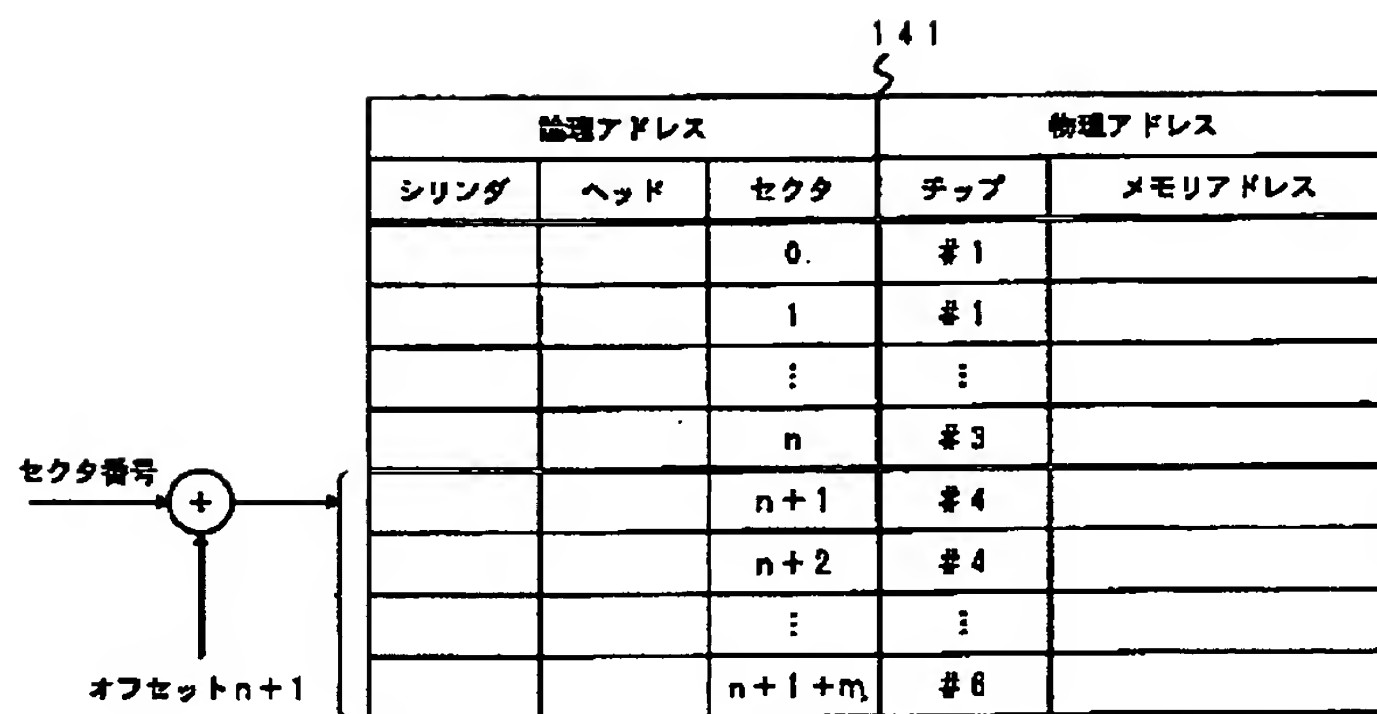 141
論理アドレス 物理アドレス
シリンダ ヘッド セクタ チップ メモリアドレス
0. #1
1 #1
⋮ ⋮
n #3
セクタ番号
+
n+1 #4
n+2 #4
⋮ ⋮
オフセットn+1
n+1+m #6